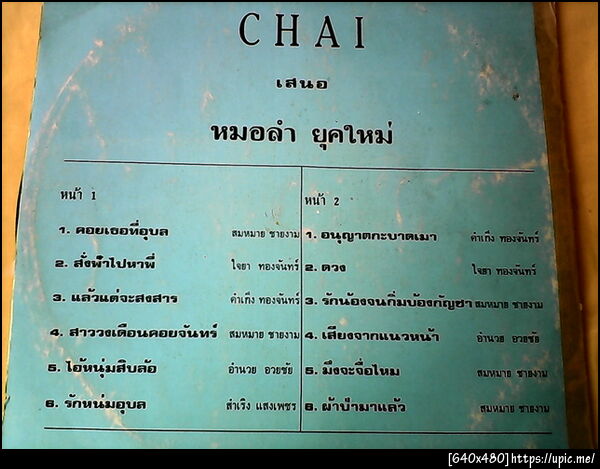 CHAI
เสนอ
หมอลำ ยุคใหม่
หน้า 1
1. คอยเธอที่อุบล สมหมาย ชายงาม
2. สั่งฟ้าไปหาพี่ ใจยา ทองจันทร์
3. แล้วแต่จะสงสาร คำเก็ง ทองจันทร์
4. สาววงเดือนคอยจันทร์ สมหมาย ชายงาม
5. ไอ้หนุ่มสิบล้อ อำนวย อวยชัย
6. รักหนุ่มอุบล สำเริง แสงเพชร
หน้า 2
1. อนุญาตกะบาดเมา คำเก็ง ทองจันทร์
2. ดวง ใจยา ทองจันทร์
3. รักน้องจนกิ่มบ้องกัญชา สมหมาย ชายงาม
4. เสียงจากแนวหน้า อำนวย อวยชัย
5. มึงจะจื่อไหม สมหมาย ชายงาม
6. ผ้าป่ามาแล้ว สมหมาย ชายงาม
[640x480]https://upic.me/